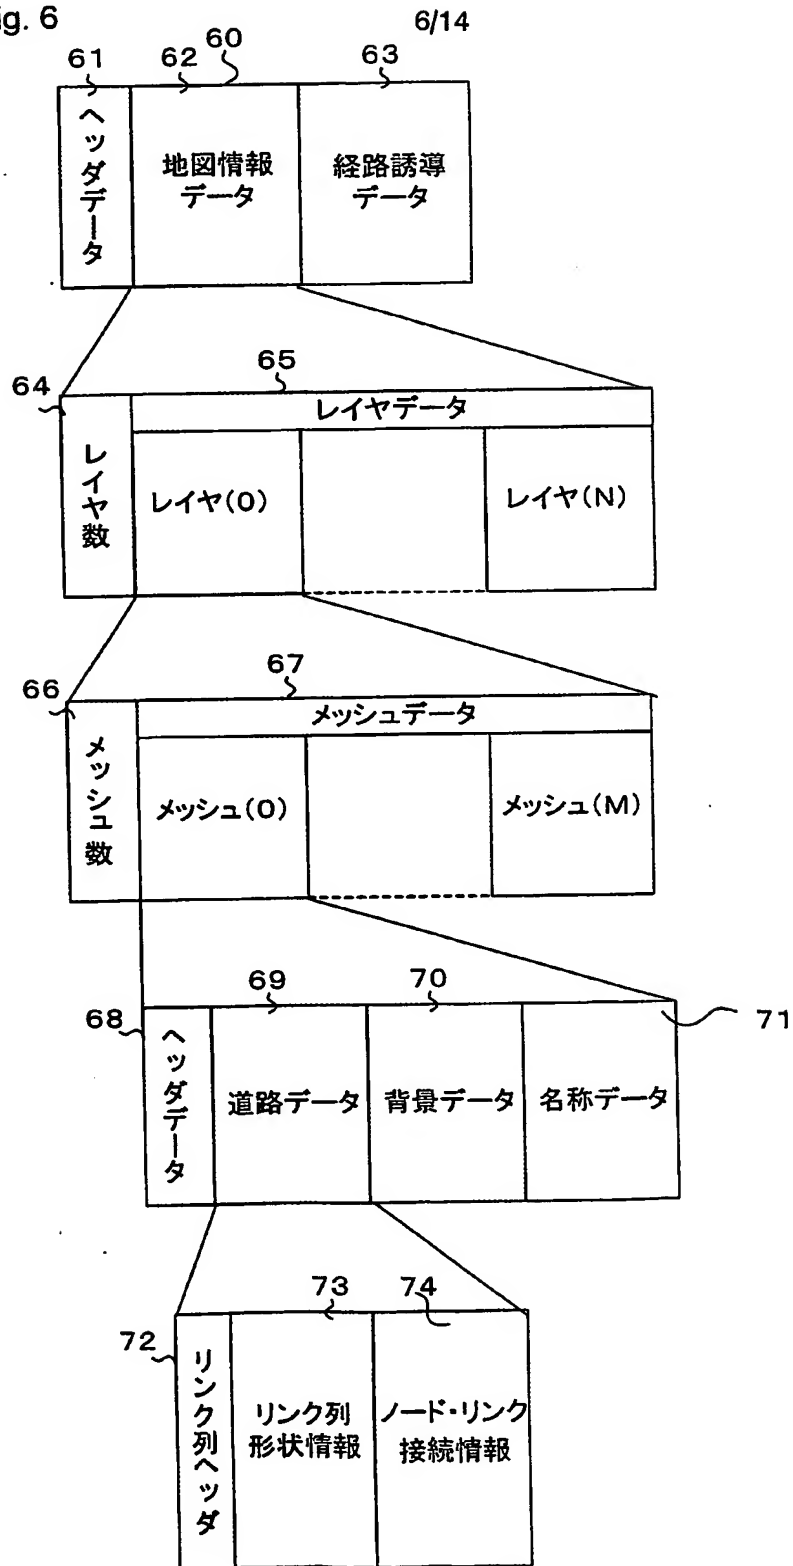 ig. 6
6/14
60
61
62
63
ヘッダデータ
地図情報
データ
経路誘導
データ
64
65
レイヤ数
レイヤデータ
レイヤ(0)
レイヤ(N)
66
67
メッシュ数
メッシュデータ
メッシュ(0)
メッシュ(M)
68
69
70
71
ヘッダデータ
道路データ
背景データ
名称データ
72
73
74
リンク列ヘッダ
リンク列
形状情報
ノード・リンク
接続情報